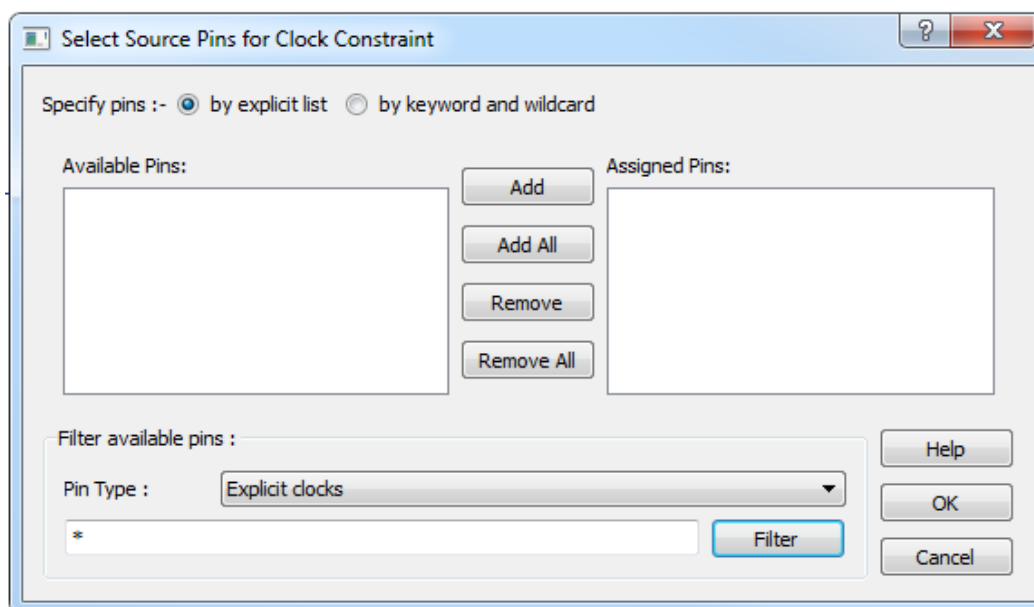 Select Source Pins for Clock Constraint
Specify pins :- by explicit list by keyword and wildcard
Available Pins:
Assigned Pins:
Add
Add All
Remove
Remove All
Filter available pins :
Pin Type : Explicit clocks
*
Filter
Help
OK
Cancel